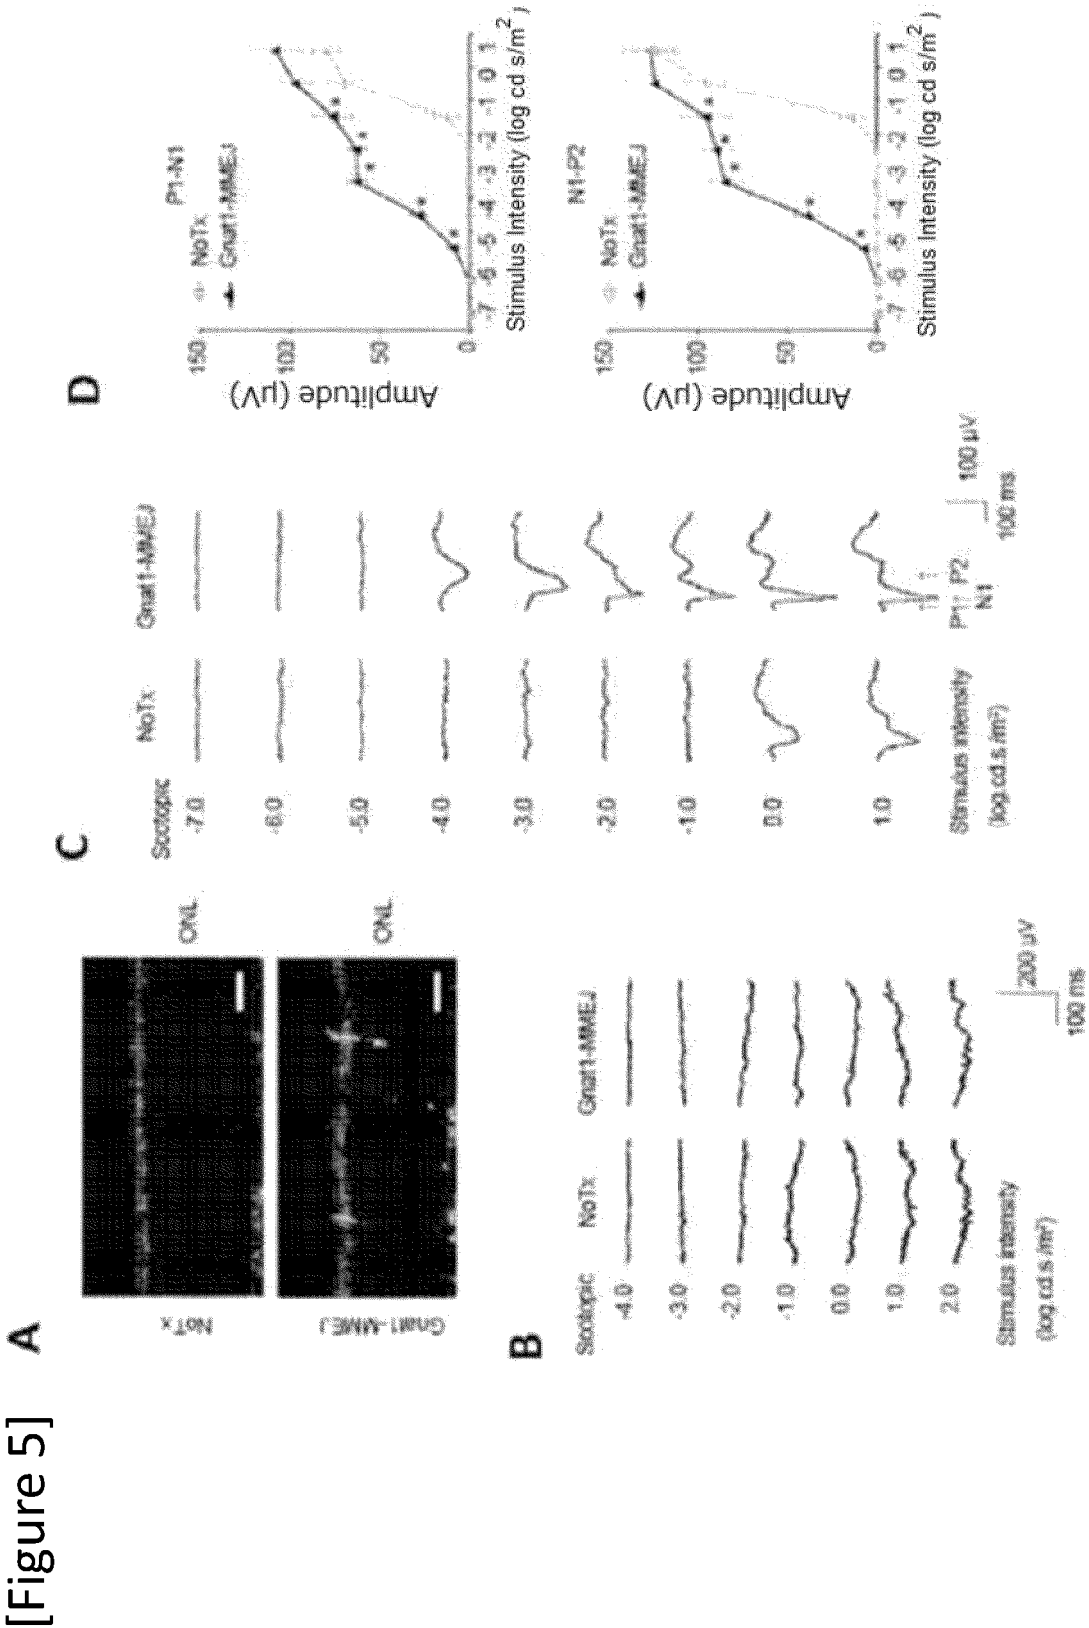 [Figure 5]
A
NoTx
ONL
Gnat1-MMEJ
ONL
B
Scotopic
NoTx
Gnat1-MMEJ
-4.0
-3.0
-2.0
-1.0
0.0
1.0
2.0
Stimulus intensity
(log.cd.s /m²)
200 µV
100 ms
C
Scotopic
NoTx
Gnat1-MMEJ
-7.0
-6.0
-5.0
-4.0
-3.0
-2.0
-1.0
0.0
1.0
Stimulus intensity
(log.cd.s /m²)
P1 P2
N1
100 µV
100 ms
D
P1-N1
NoTx
Gnat1-MMEJ
Amplitude (µV)
150
100
50
0
-7 -6 -5 -4 -3 -2 -1 0 1
Stimulus Intensity (log cd s/m²)
N1-P2
NoTx
Gnat1-MMEJ
Amplitude (µV)
150
100
50
0
-7 -6 -5 -4 -3 -2 -1 0 1
Stimulus Intensity (log cd s/m²)